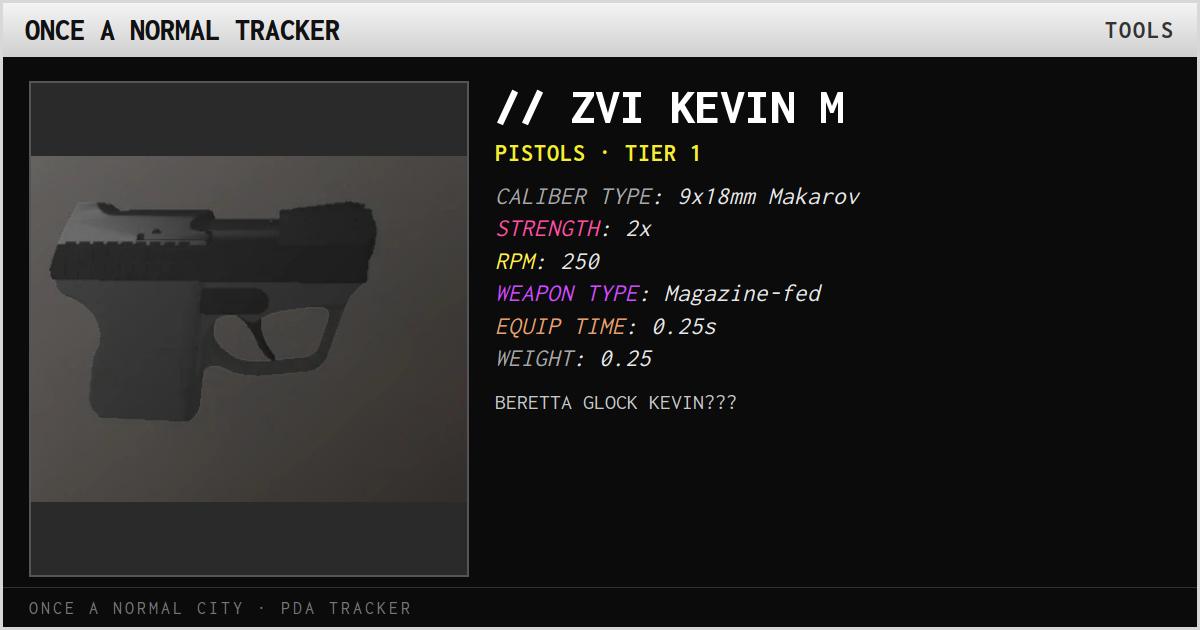 ONCE A NORMAL TRACKER
TOOLS
// ZVI KEVIN M
PISTOLS · TIER 1
CALIBER TYPE: 9x18mm Makarov
STRENGTH: 2x
RPM: 250
WEAPON TYPE: Magazine-fed
EQUIP TIME: 0.25s
WEIGHT: 0.25
BERETTA GLOCK KEVIN???
ONCE A NORMAL CITY · PDA TRACKER